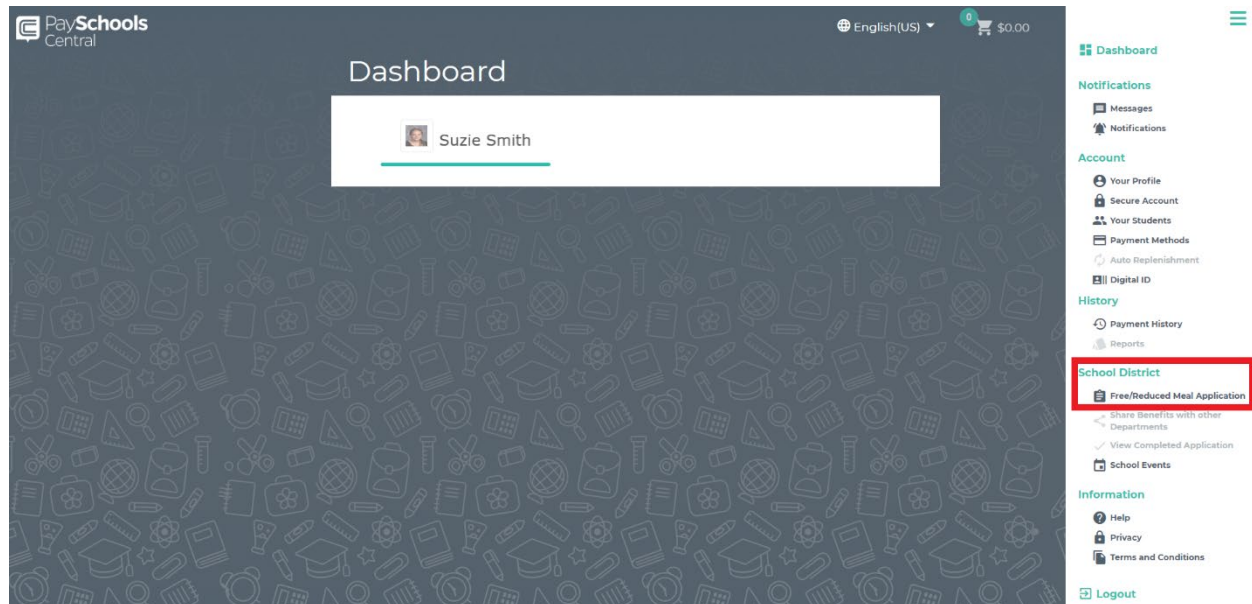 PaySchools
Central
English(US)
0
$0.00
Dashboard
Suzie Smith
Dashboard
Notifications
Messages
Notifications
Account
Your Profile
Secure Account
Your Students
Payment Methods
Auto Replenishment
Digital ID
History
Payment History
Reports
School District
Free/Reduced Meal Application
Share Benefits with other
Departments
View Completed Application
School Events
Information
Help
Privacy
Terms and Conditions
Logout